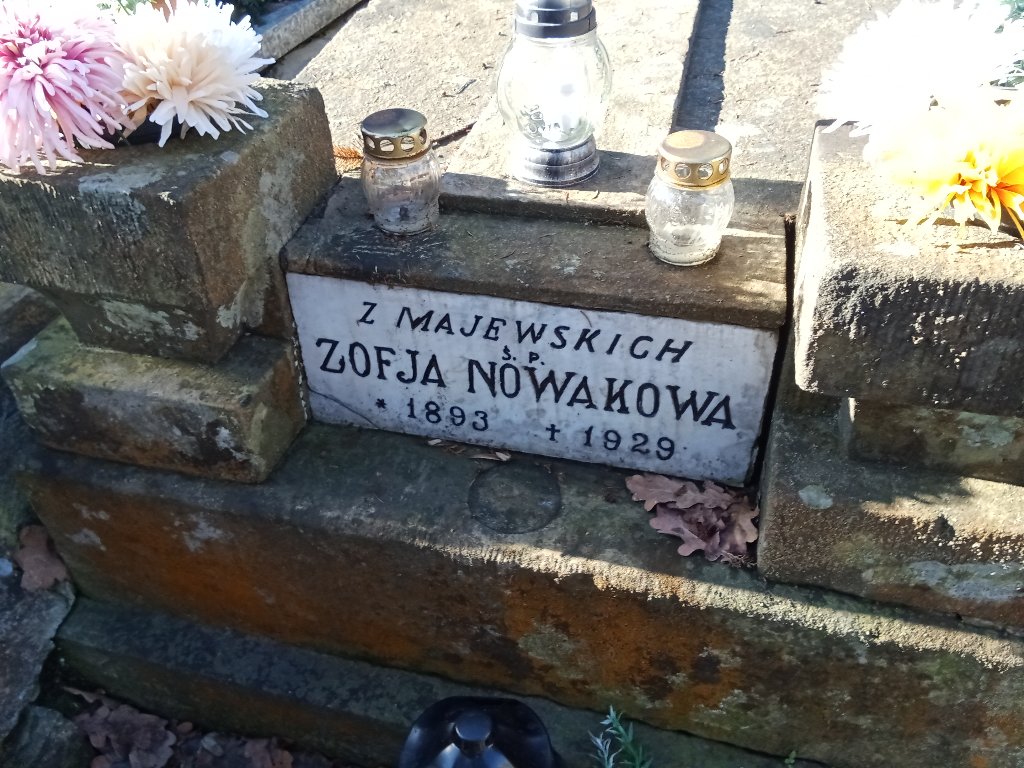 Z MAJEWSKICH
Ś. P.
ZOFJA NOWAKOWA
* 1893 † 1929